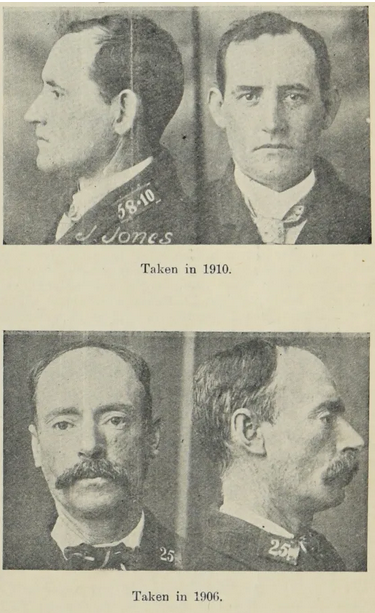 58·10
J. Jones
Taken in 1910.
25
25
Taken in 1906.